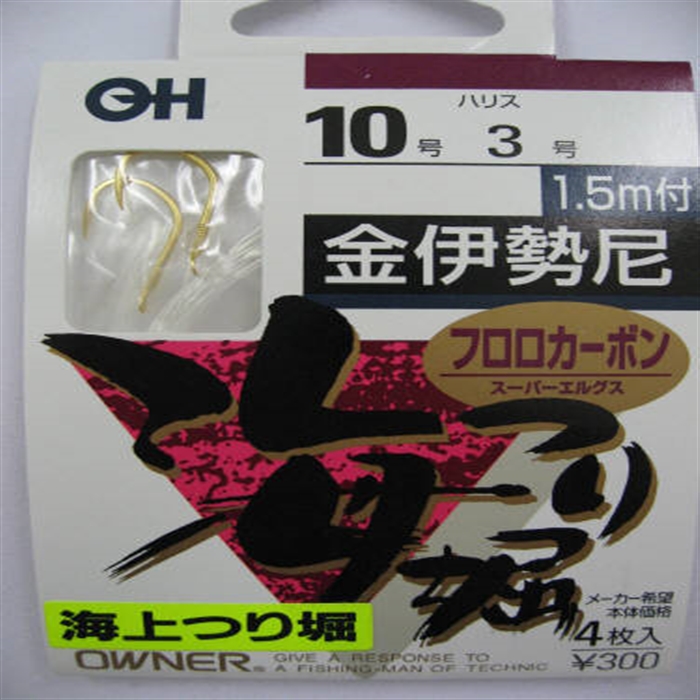 OH
ハリス
10号 3号
1.5m付
金伊勢尼
フロロカーボン
スーパーエルグス
海つり堀
メーカー希望
本体価格
海上つり堀
4枚入
OWNER® GIVE A RESPONSE TO
A FISHING-MAN OF TECHNIC
¥300